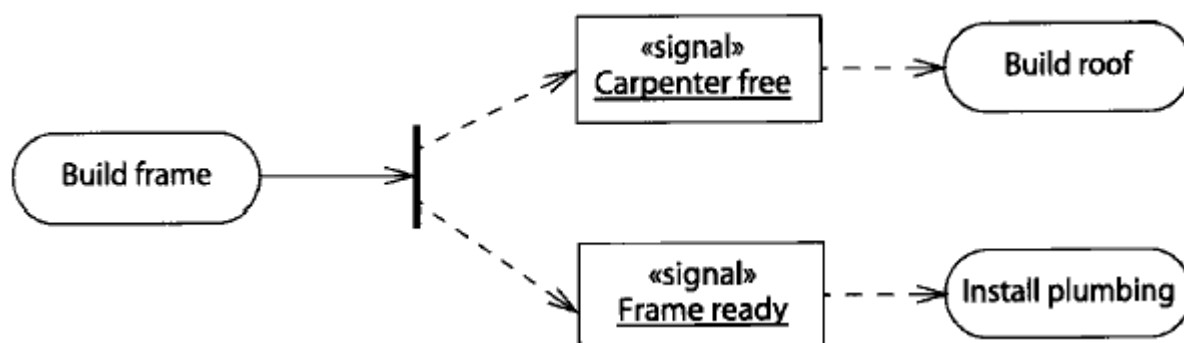 «signal»
Carpenter free
Build roof
Build frame
«signal»
Frame ready
Install plumbing